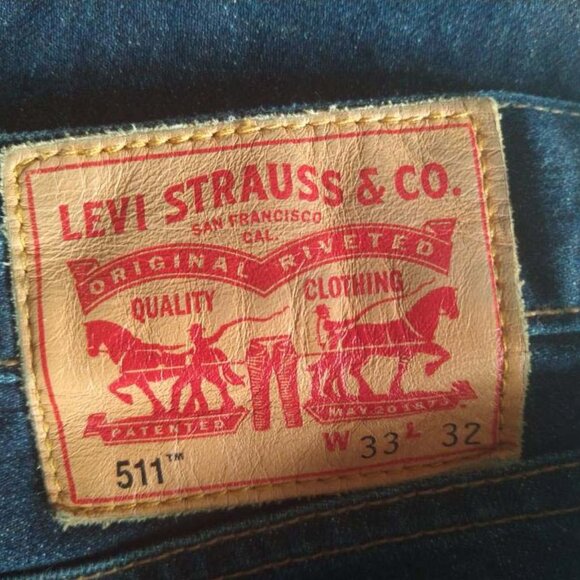 LEVI STRAUSS & CO.
SAN FRANCISCO
CAL.
ORIGINAL RIVETED
QUALITY CLOTHING
PATENTED MAY 20 1873
511™ W 33 L 32